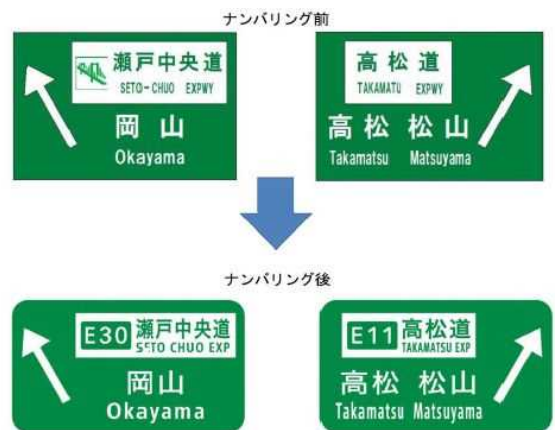 ナンバリング前
瀬戸中央道
SETO-CHUO EXPWY
岡山
Okayama
高松道
TAKAMATU EXPWY
高松 松山
Takamatsu Matsuyama
ナンバリング後
E30 瀬戸中央道
SETO CHUO EXP
岡山
Okayama
E11 高松道
TAKAMATSU EXP
高松 松山
Takamatsu Matsuyama